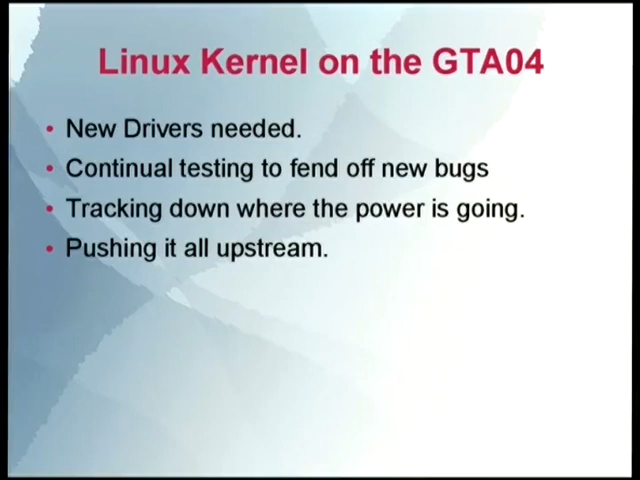 Linux Kernel on the GTA04
• New Drivers needed.
• Continual testing to fend off new bugs
• Tracking down where the power is going.
• Pushing it all upstream.